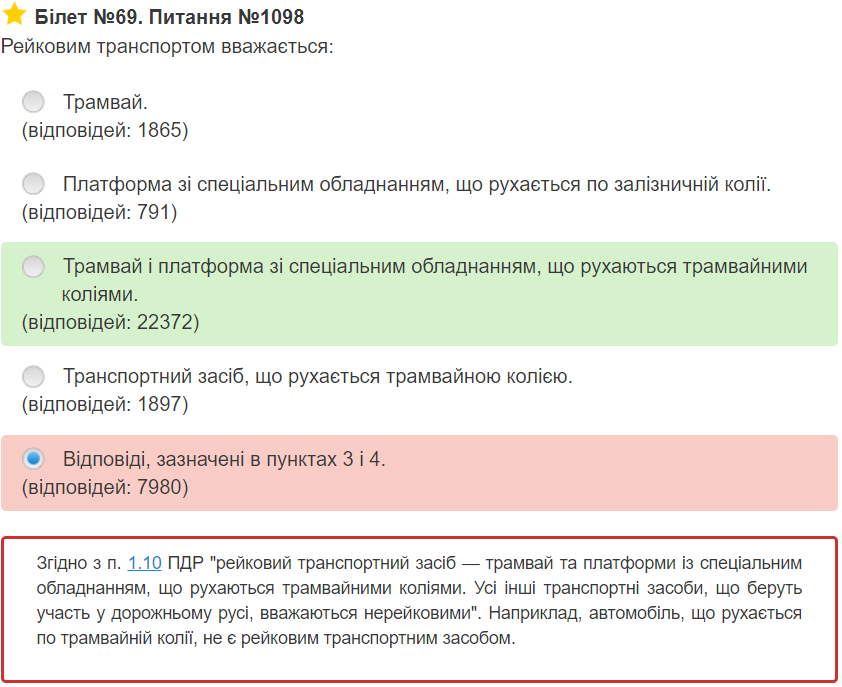 Білет №69. Питання №1098
Рейковим транспортом вважається:
Трамвай.
(відповідей: 1865)
Платформа зі спеціальним обладнанням, що рухається по залізничній колії.
(відповідей: 791)
Трамвай і платформа зі спеціальним обладнанням, що рухаються трамвайними
коліями.
(відповідей: 22372)
Транспортний засіб, що рухається трамвайною колією.
(відповідей: 1897)
Відповіді, зазначені в пунктах 3 і 4.
(відповідей: 7980)
Згідно з п. 1.10 ПДР "рейковий транспортний засіб — трамвай та платформи із спеціальним
обладнанням, що рухаються трамвайними коліями. Усі інші транспортні засоби, що беруть
участь у дорожньому русі, вважаються нерейковими". Наприклад, автомобіль, що рухається
по трамвайній колії, не є рейковим транспортним засобом.